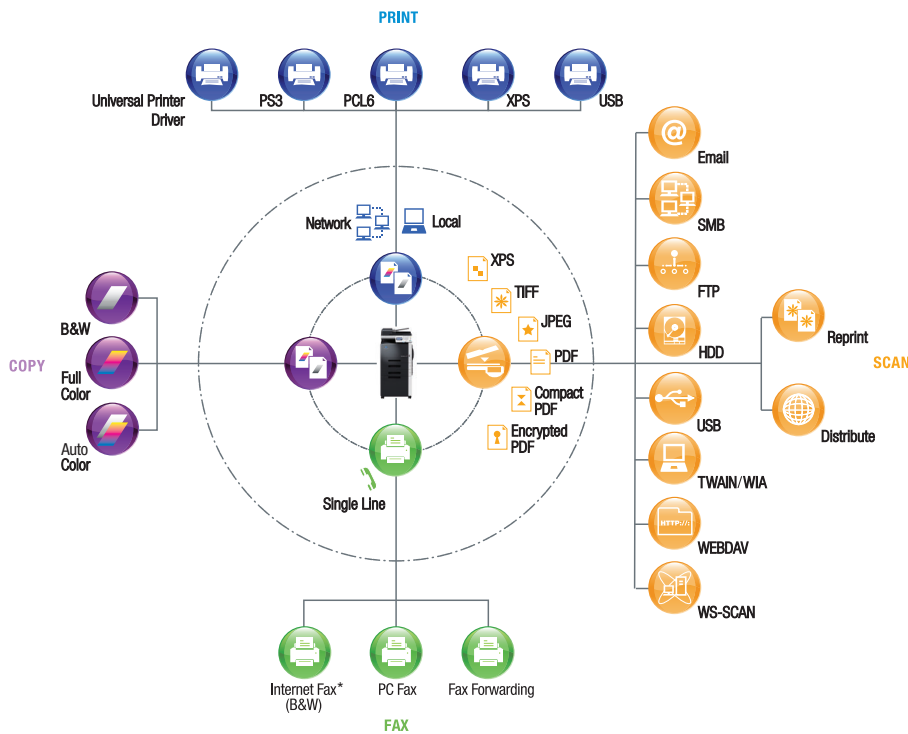 PRINT
Universal Printer
Driver
PS3
PCL6
XPS
USB
Network
Local
XPS
TIFF
JPEG
PDF
Compact
PDF
Encrypted
PDF
Single Line
COPY
B&W
Full
Color
Auto
Color
Email
SMB
FTP
HDD
USB
TWAIN/WIA
HTTP://:
WEBDAV
WS-SCAN
Reprint
Distribute
SCAN
Internet Fax*
(B&W)
PC Fax
Fax Forwarding
FAX